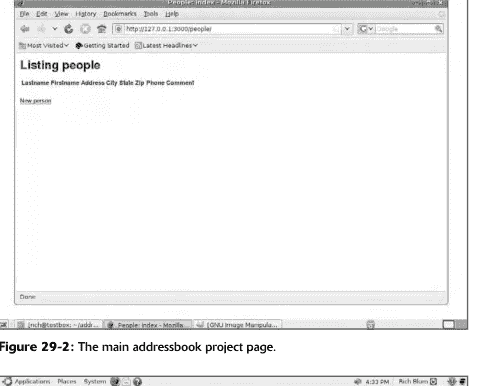 People: index - Mozilla Firefox
File Edit View History Bookmarks Tools Help
http://127.0.0.1:3000/people/
Google
Most Visited Getting Started Latest Headlines
Listing people
Lastname Firstname Address City State Zip Phone Comment
New person
Done
[rich@testbox: ~/addr... People: index - Mozilla... [GNU Image Manipula...
Figure 29-2: The main addressbook project page.
Applications Places System
4:33 PM Rich Blum